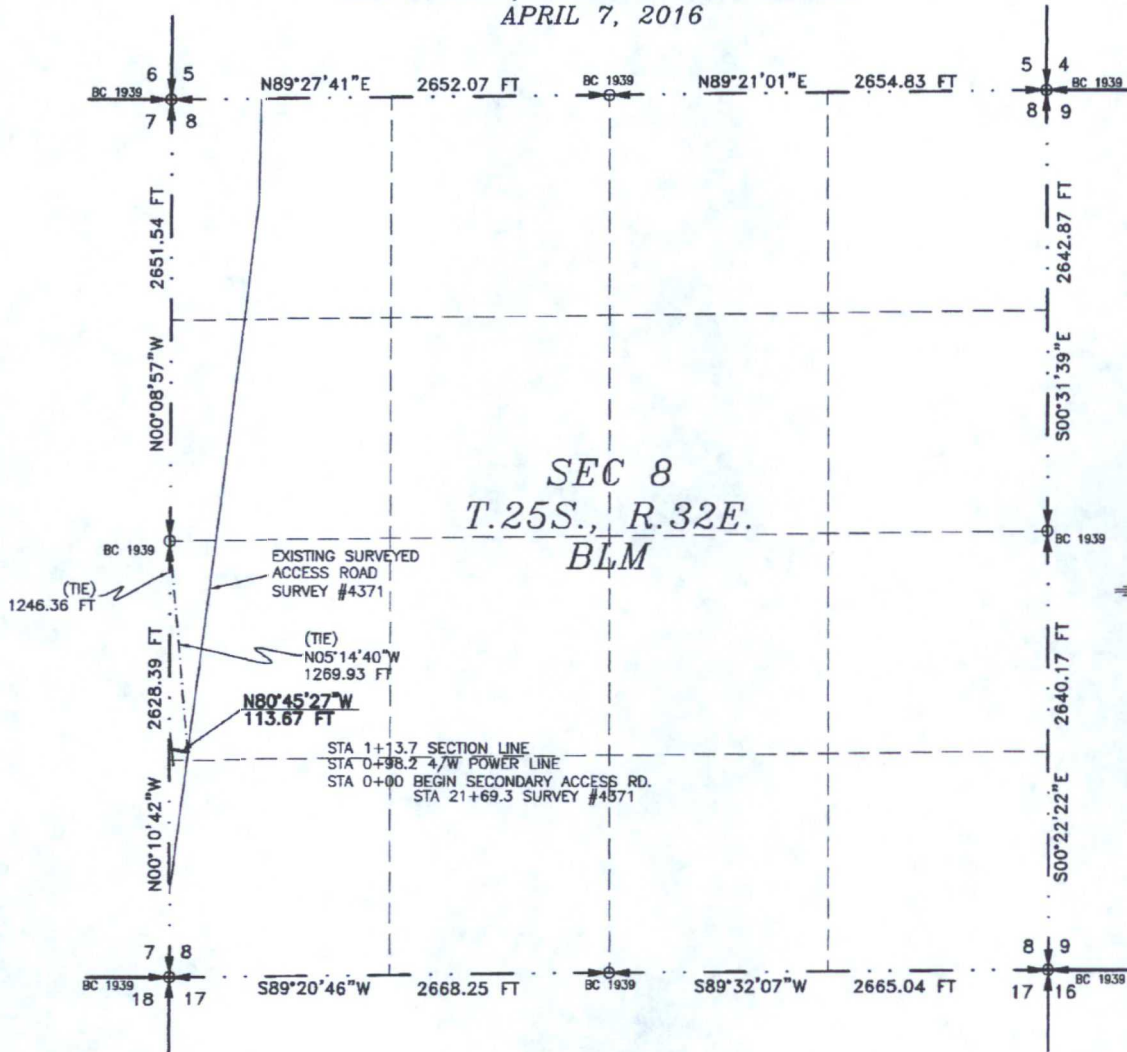 APRIL 7, 2016
6 5
BC 1939
7 8
N89°27'41"E 2652.07 FT
BC 1939
N89°21'01"E 2654.83 FT
5 4
BC 1939
8 9
2651.54 FT
N00°08'57"W
2642.87 FT
S00°31'39"E
SEC 8
T.25S., R.32E.
BLM
BC 1939
BC 1939
EXISTING SURVEYED
ACCESS ROAD
SURVEY #4371
(TIE)
1246.36 FT
(TIE)
N05°14'40"W
1269.93 FT
N80°45'27"W
113.67 FT
2628.39 FT
N00°10'42"W
2640.17 FT
S00°22'22"E
STA 1+13.7 SECTION LINE
STA 0+98.2 4/W POWER LINE
STA 0+00 BEGIN SECONDARY ACCESS RD.
STA 21+69.3 SURVEY #4371
7 8
BC 1939
18 17
S89°20'46"W 2668.25 FT
BC 1939
S89°32'07"W 2665.04 FT
8 9
BC 1939
17 16